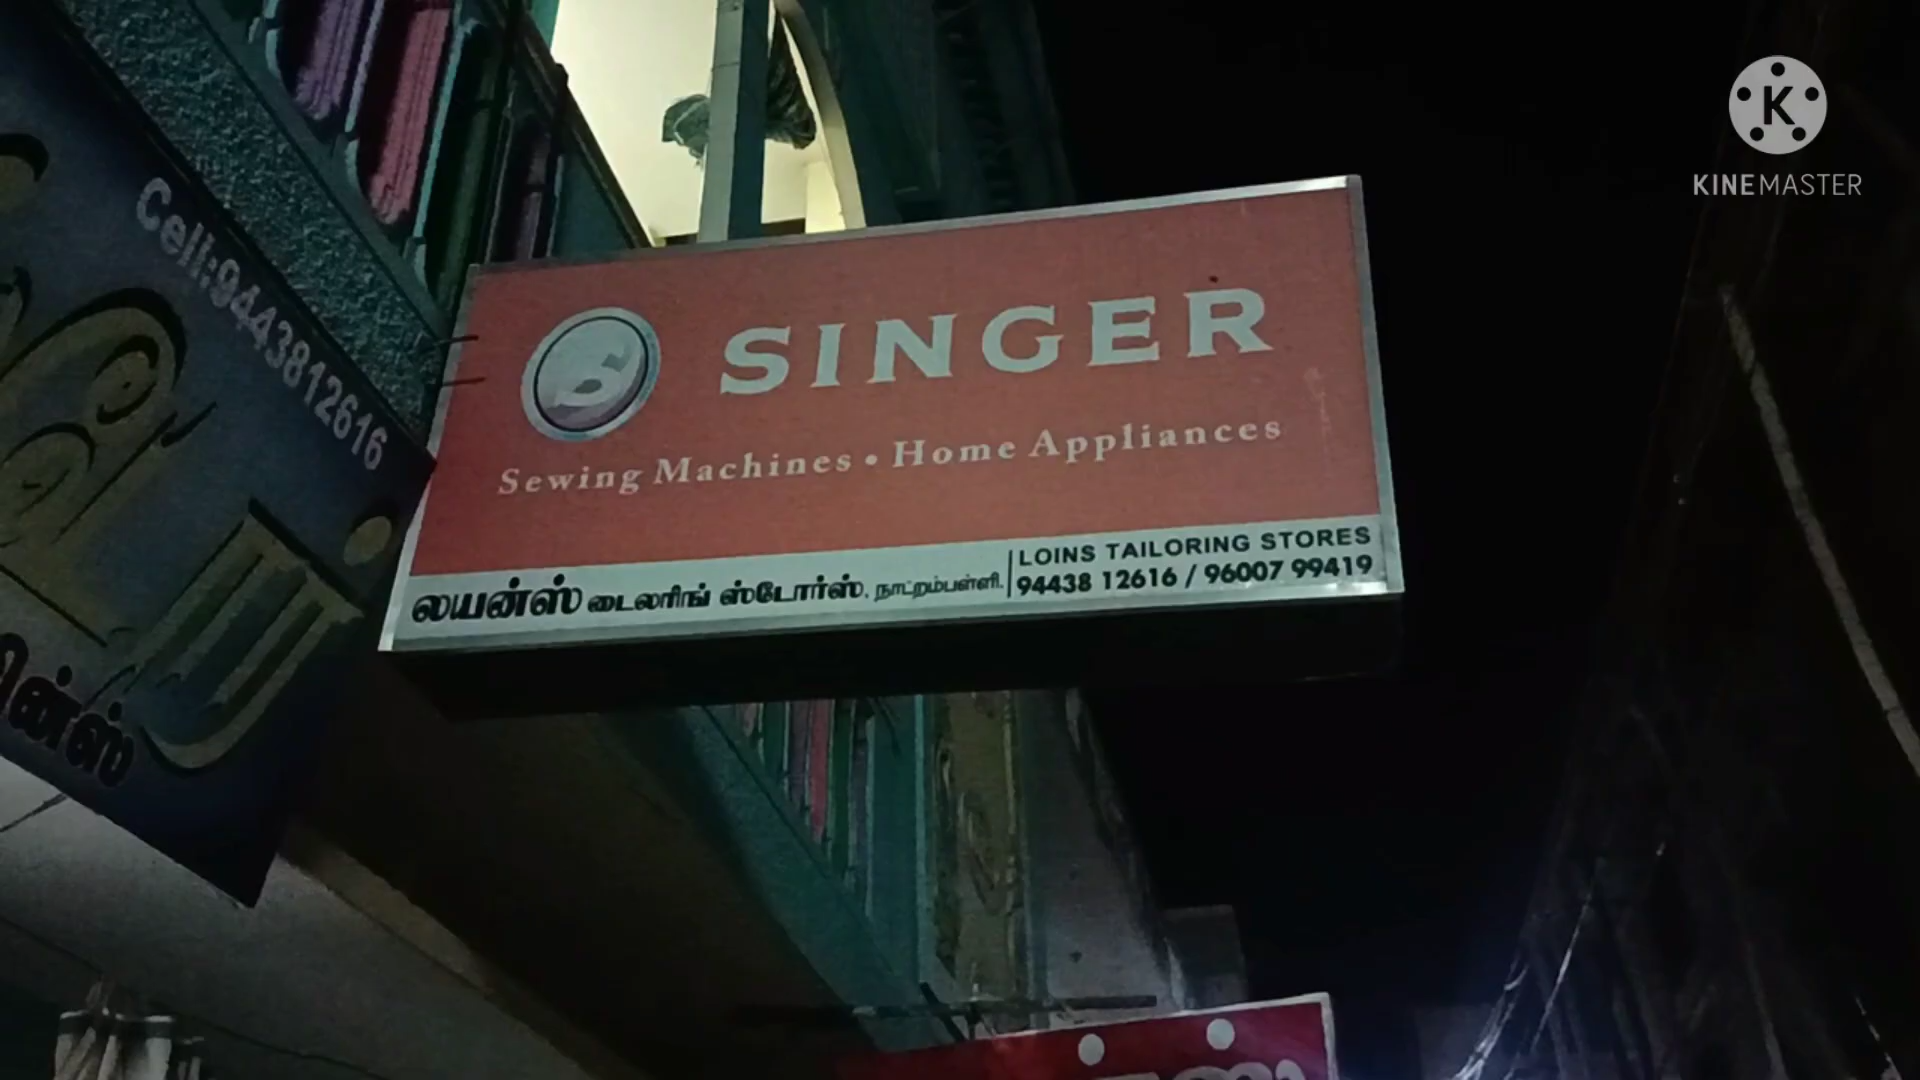 Cell:9443812616
KINEMASTER
SINGER
Sewing Machines • Home Appliances
லயன்ஸ் டைலரிங் ஸ்டோர்ஸ், நாட்றம்பள்ளி.
LOINS TAILORING STORES
94438 12616 / 96007 99419